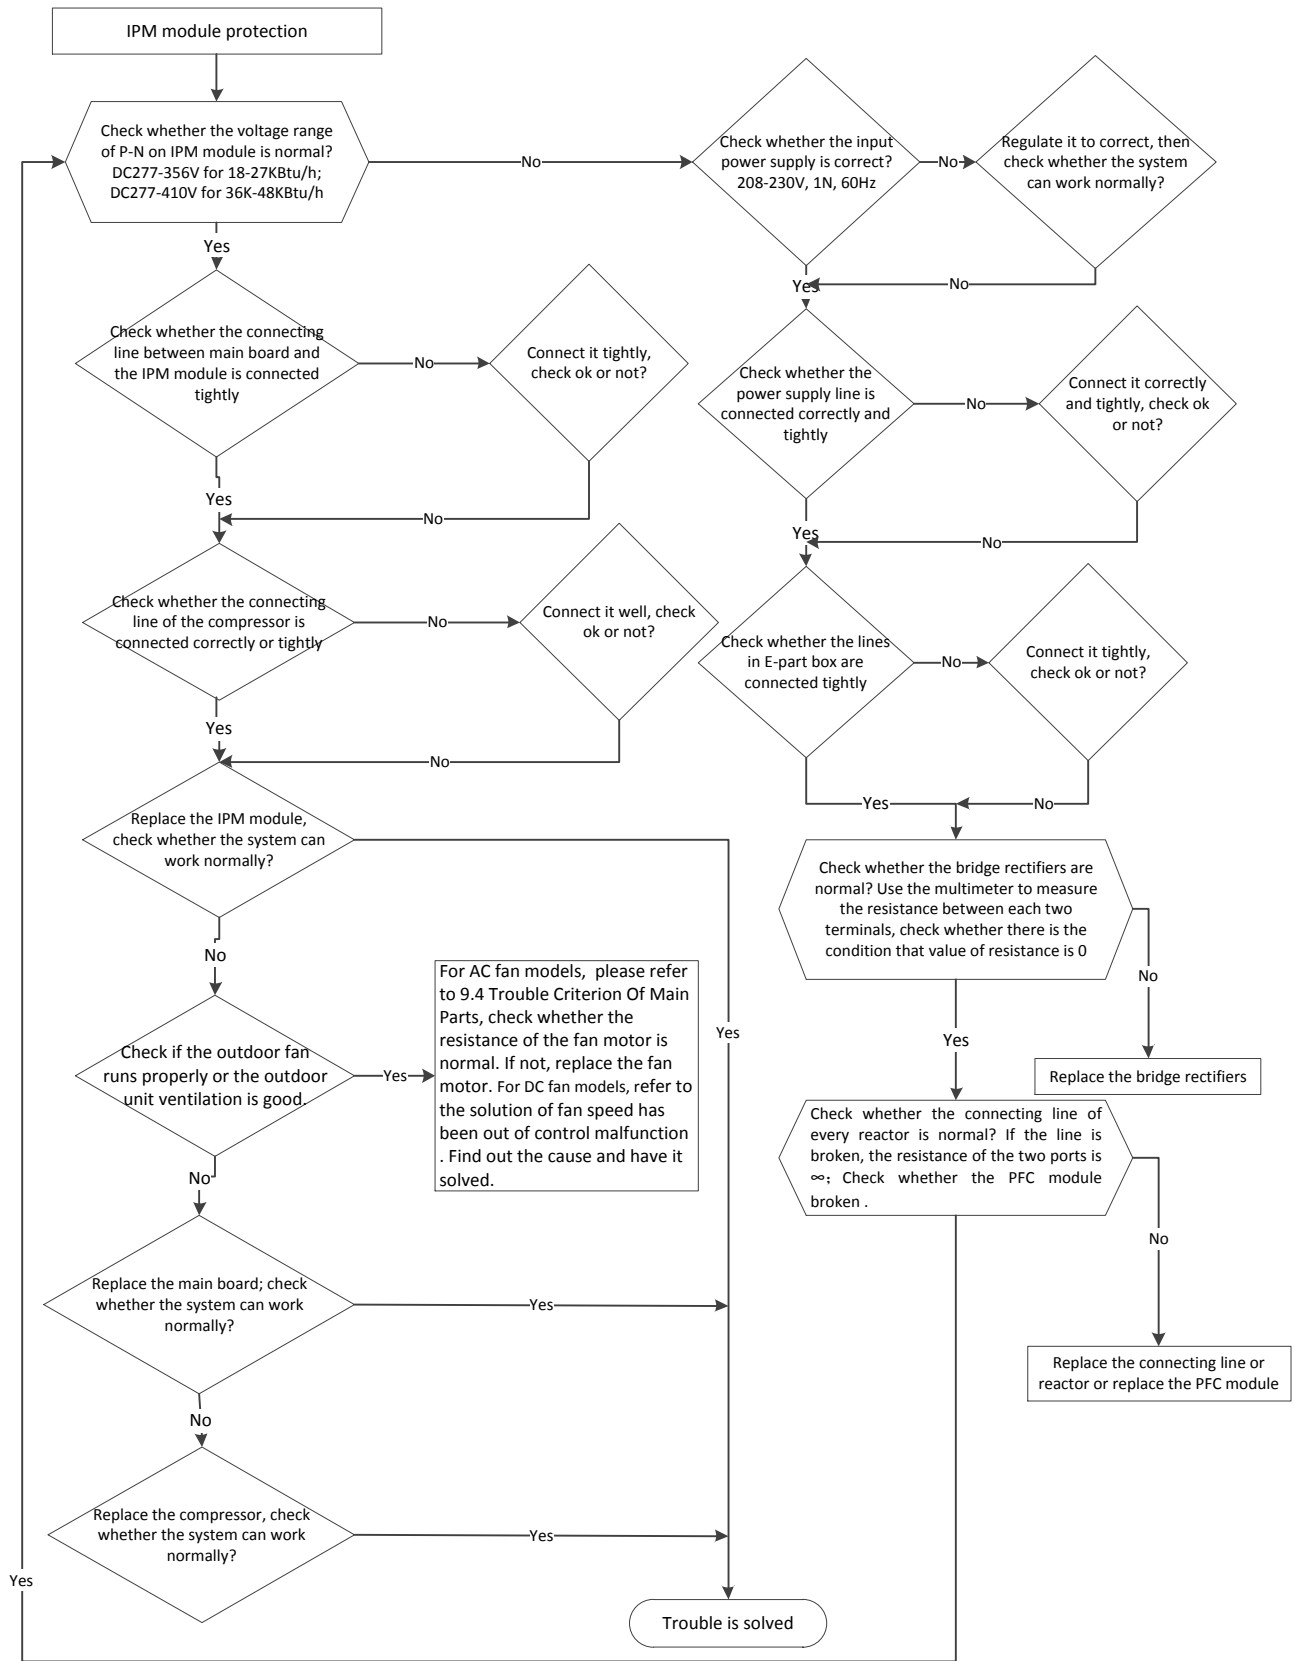 IPM module protection
Check whether the voltage range
of P-N on IPM module is normal?
DC277-356V for 18-27KBtu/h;
DC277-410V for 36K-48KBtu/h
No
Check whether the input
power supply is correct?
208-230V, 1N, 60Hz
No
Regulate it to correct, then
check whether the system
can work normally?
Yes
Yes
No
Check whether the connecting
line between main board and
the IPM module is connected
tightly
No
Connect it tightly,
check ok or not?
Check whether the
power supply line is
connected correctly and
tightly
No
Connect it correctly
and tightly, check ok
or not?
Yes
No
Yes
No
Check whether the connecting
line of the compressor is
connected correctly or tightly
No
Connect it well, check
ok or not?
Check whether the lines
in E-part box are
connected tightly
No
Connect it tightly,
check ok or not?
Yes
No
Yes
No
Replace the IPM module,
check whether the system can
work normally?
Check whether the bridge rectifiers are
normal? Use the multimeter to measure
the resistance between each two
terminals, check whether there is the
condition that value of resistance is 0
No
No
Check if the outdoor fan
runs properly or the outdoor
unit ventilation is good.
Yes
For AC fan models,  please refer
to 9.4 Trouble Criterion Of Main
Parts, check whether the
resistance of the fan motor is
normal. If not, replace the fan
motor. For DC fan models, refer to
the solution of fan speed has
been out of control malfunction
. Find out the cause and have it
solved.
Yes
Yes
Replace the bridge rectifiers
Check whether the connecting line of
every reactor is normal? If the line is
broken, the resistance of the two ports is
∞; Check whether the PFC module
broken .
No
No
Replace the main board; check
whether the system can work
normally?
Yes
Replace the connecting line or
reactor or replace the PFC module
No
Replace the compressor, check
whether the system can work
normally?
Yes
Yes
Trouble is solved